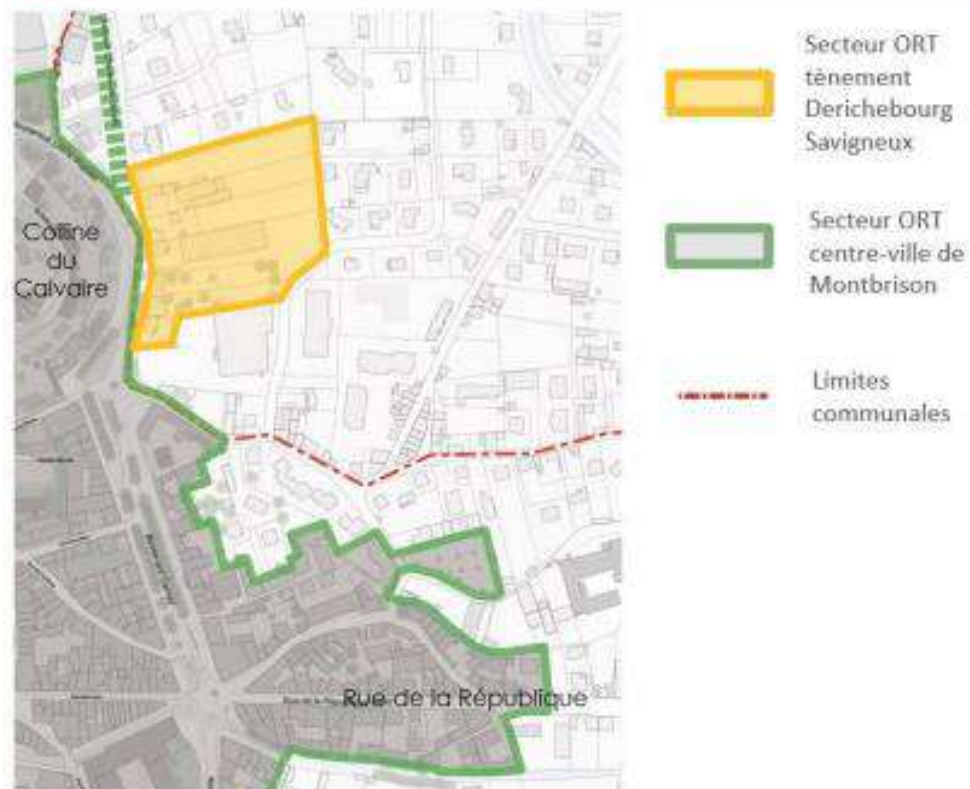 Colline
du
Calvaire
Rue de la République
Secteur ORT
tènement
Derichebourg
Savigneux
Secteur ORT
centre-ville de
Montbrison
Limites
communales